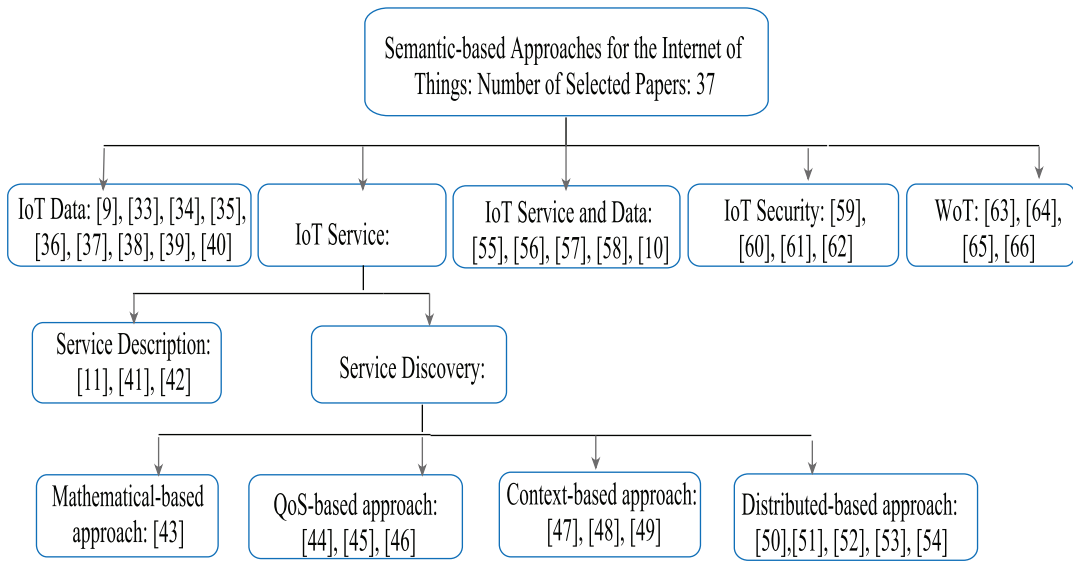 Semantic-based Approaches for the Internet of
Things: Number of Selected Papers: 37
IoT Data: [9], [33], [34], [35],
[36], [37], [38], [39], [40]
IoT Service:
IoT Service and Data:
[55], [56], [57], [58], [10]
IoT Security: [59],
[60], [61], [62]
WoT: [63], [64],
[65], [66]
Service Description:
[11], [41], [42]
Service Discovery:
Mathematical-based
approach: [43]
QoS-based approach:
[44], [45], [46]
Context-based approach:
[47], [48], [49]
Distributed-based approach:
[50],[51], [52], [53], [54]